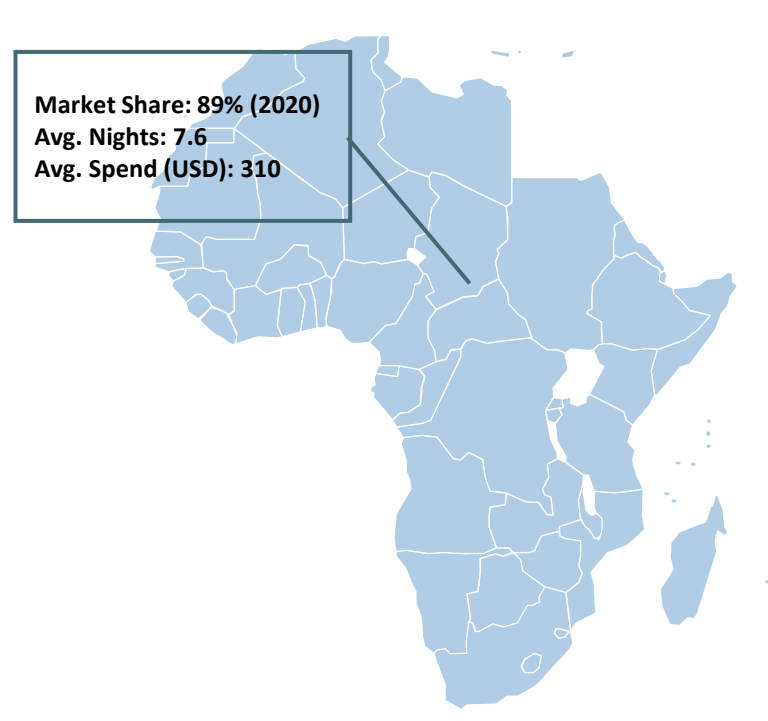 Market Share: 89% (2020)
Avg. Nights: 7.6
Avg. Spend (USD): 310